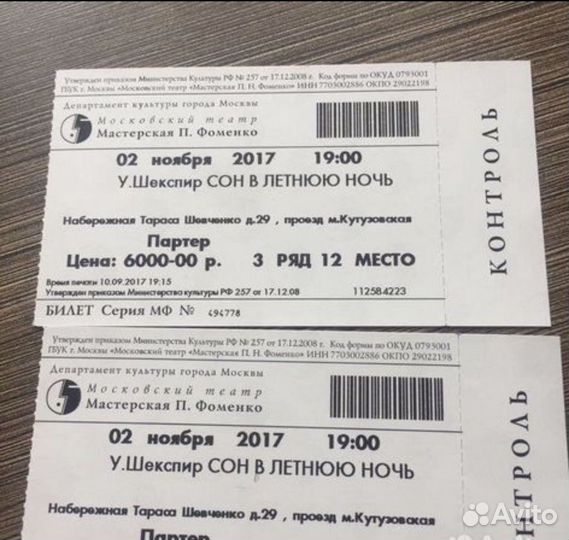 Утвержден приказом Министерства Культуры РФ № 257 от 17.12.2008 г. Код формы по ОКУД 0793001
ГБУК г. Москвы «Московский театр «Мастерская П. Н. Фоменко» ИНН 7703002886 ОКПО 29022198
Департамент культуры города Москвы
Московский театр
Мастерская П. Фоменко
02 ноября 2017 19:00
У.Шекспир СОН В ЛЕТНЮЮ НОЧЬ
Набережная Тараса Шевченко д.29 , проезд м.Кутузовская
Партер
Цена: 6000-00 р. 3 РЯД 12 МЕСТО
Время печати 10.09.2017 19:15
Утвержден приказом Министерства культуры РФ 257 от 17.12.08 112584223
БИЛЕТ Серия МФ № 494778
КОНТРОЛЬ
Утвержден приказом Министерства Культуры РФ № 257 от 17.12.2008 г. Код формы по ОКУД 0793001
ГБУК г. Москвы «Московский театр «Мастерская П. Н. Фоменко» ИНН 7703002886 ОКПО 29022198
Департамент культуры города Москвы
Московский театр
Мастерская П. Фоменко
02 ноября 2017 19:00
У.Шекспир СОН В ЛЕТНЮЮ НОЧЬ
Набережная Тараса Шевченко д.29 , проезд м.Кутузовская
Партер
НТРОЛЬ
Avito